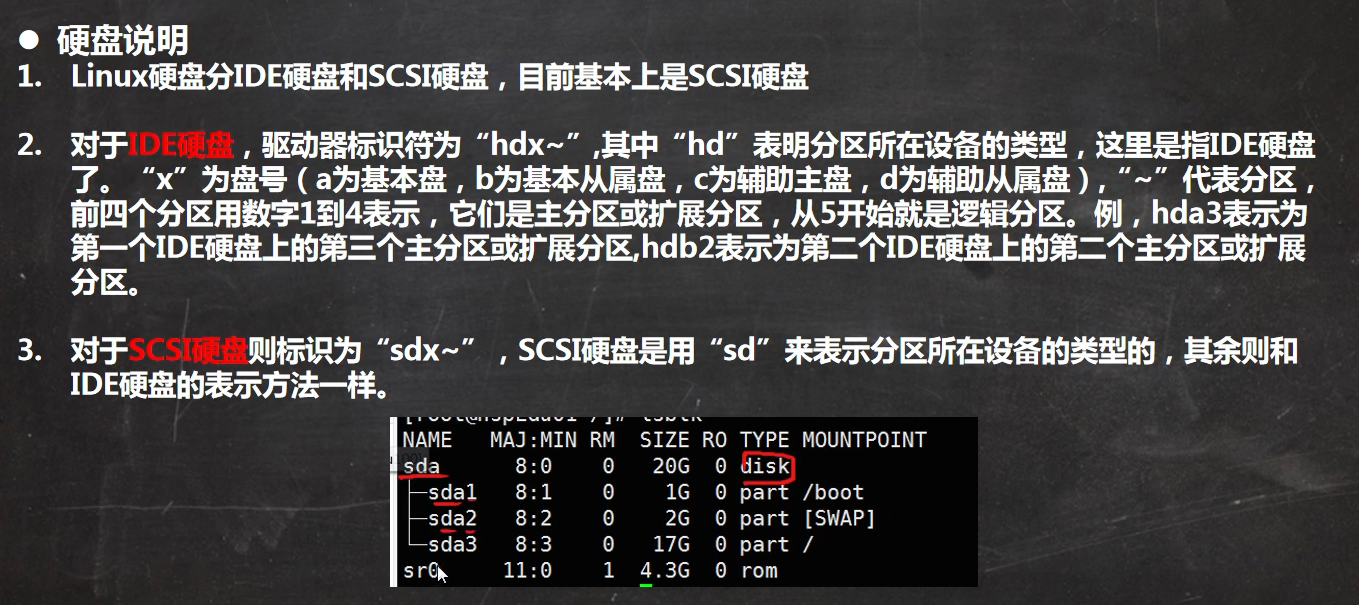 ● 硬盘说明
1. Linux硬盘分IDE硬盘和SCSI硬盘，目前基本上是SCSI硬盘
2. 对于IDE硬盘，驱动器标识符为“hdx~”,其中“hd”表明分区所在设备的类型，这里是指IDE硬盘
了。“x”为盘号（a为基本盘，b为基本从属盘，c为辅助主盘，d为辅助从属盘）,“~”代表分区，
前四个分区用数字1到4表示，它们是主分区或扩展分区，从5开始就是逻辑分区。例，hda3表示为
第一个IDE硬盘上的第三个主分区或扩展分区,hdb2表示为第二个IDE硬盘上的第二个主分区或扩展
分区。
3. 对于SCSI硬盘则标识为“sdx~”，SCSI硬盘是用“sd”来表示分区所在设备的类型的，其余则和
IDE硬盘的表示方法一样。
NAME MAJ:MIN RM SIZE RO TYPE MOUNTPOINT
sda 8:0 0 20G 0 disk
├─sda1 8:1 0 1G 0 part /boot
├─sda2 8:2 0 2G 0 part [SWAP]
└─sda3 8:3 0 17G 0 part /
sr0 11:0 1 4.3G 0 rom